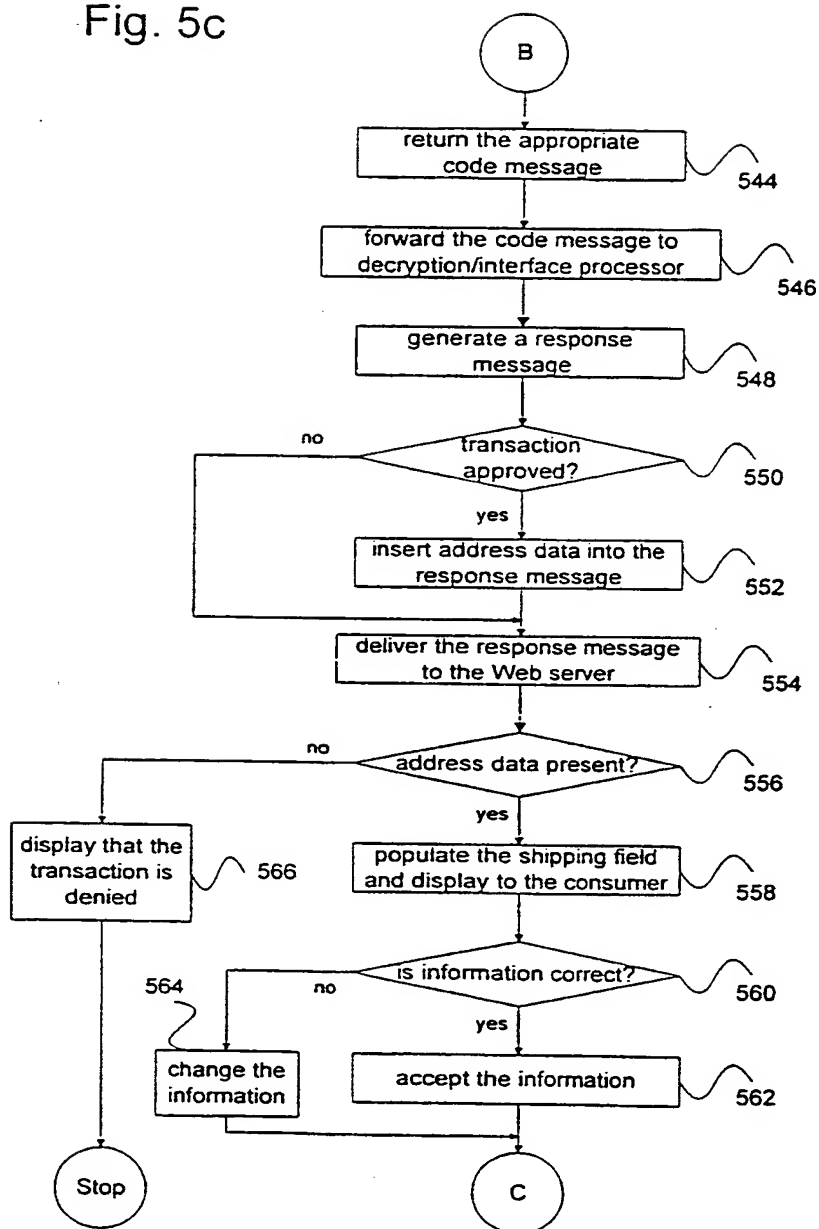 Fig. 5c
B
return the appropriate
code message
544
forward the code message to
decryption/interface processor
546
generate a response
message
548
no
transaction
approved?
550
yes
insert address data into the
response message
552
deliver the response message
to the Web server
554
no
address data present?
556
yes
display that the
transaction is
denied
566
populate the shipping field
and display to the consumer
558
564
no
is information correct?
560
yes
change the
information
accept the information
562
Stop
C